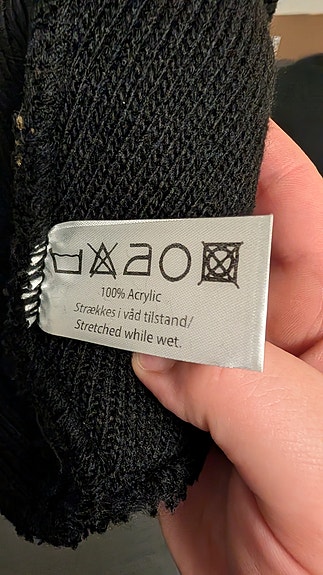 100% Acrylic
Strækkes i våd tilstand/
Stretched while wet.